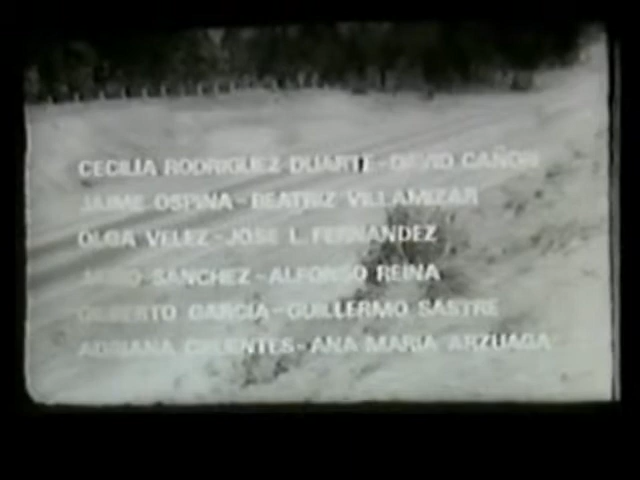 CECILIA RODRIGUEZ DUARTE - DAVID CAÑON
JAIME OSPINA - BEATRIZ VILLAMIZAR
OLGA VELEZ - JOSE L. FERNANDEZ
SANCHEZ - ALFONSO REINA
GILBERTO GARCIA - GUILLERMO SASTRE
ADRIANA CIFUENTES - ANA MARIA ARZUAGA